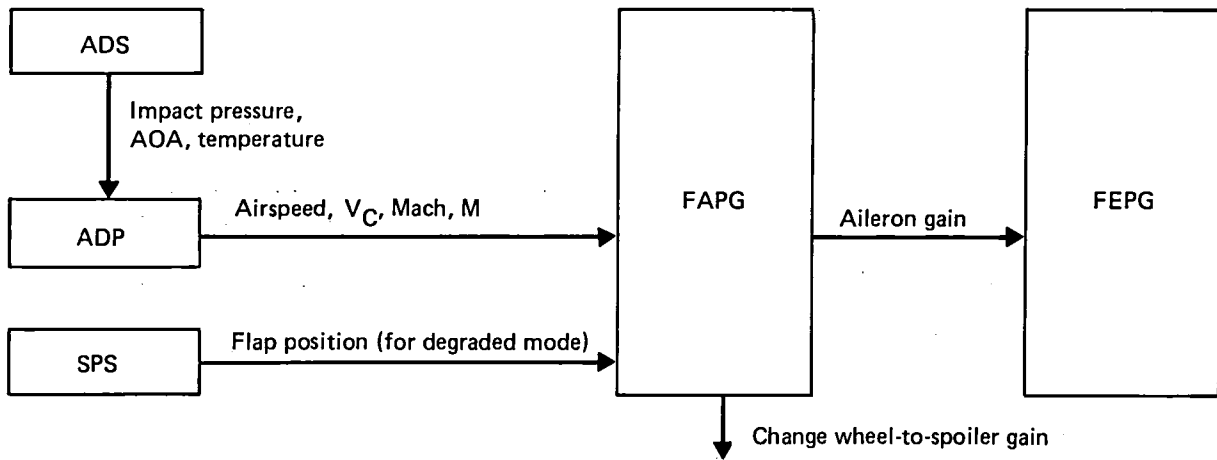 ADS
Impact pressure,
AOA, temperature
ADP
Airspeed, VC, Mach, M
SPS
Flap position (for degraded mode)
FAPG
Aileron gain
FEPG
Change wheel-to-spoiler gain